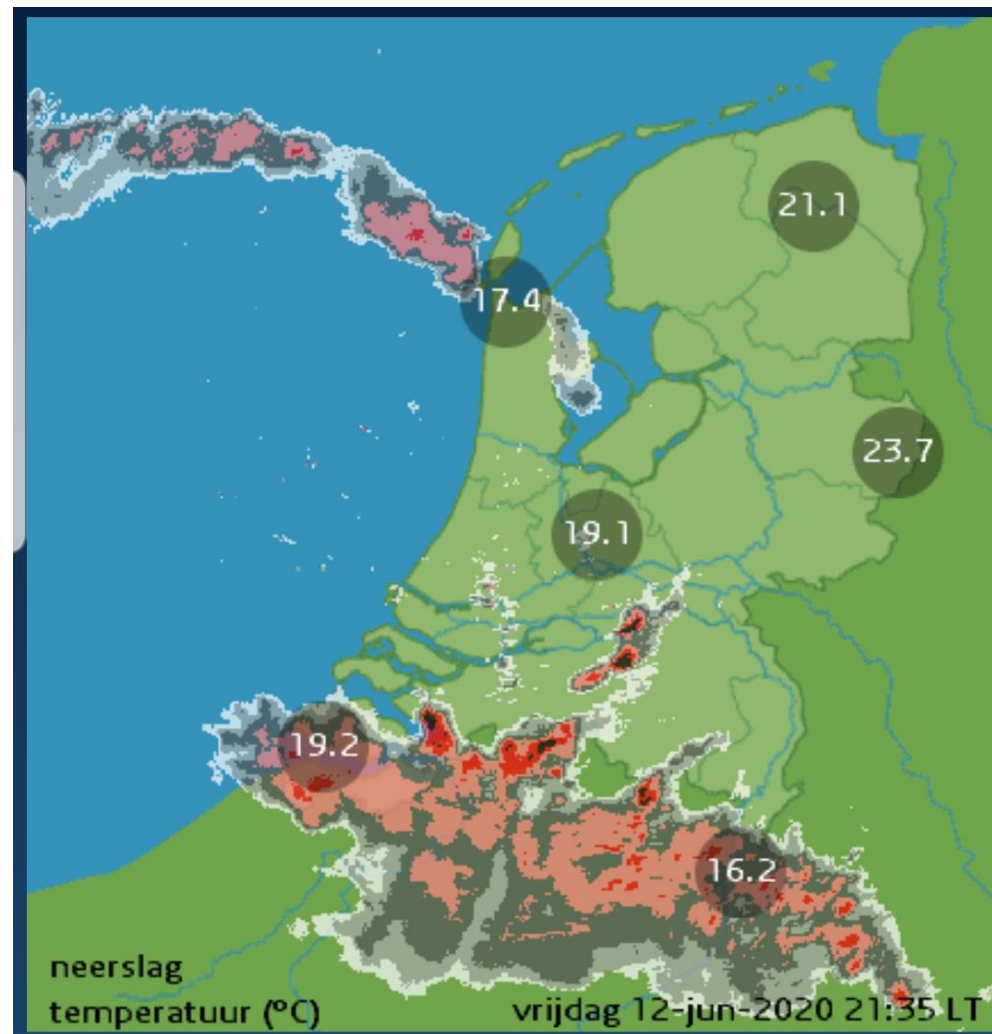 21.1
17.4
23.7
19.1
19.2
16.2
neerslag
temperatuur (°C)
vrijdag 12-jun-2020 21:35 LT